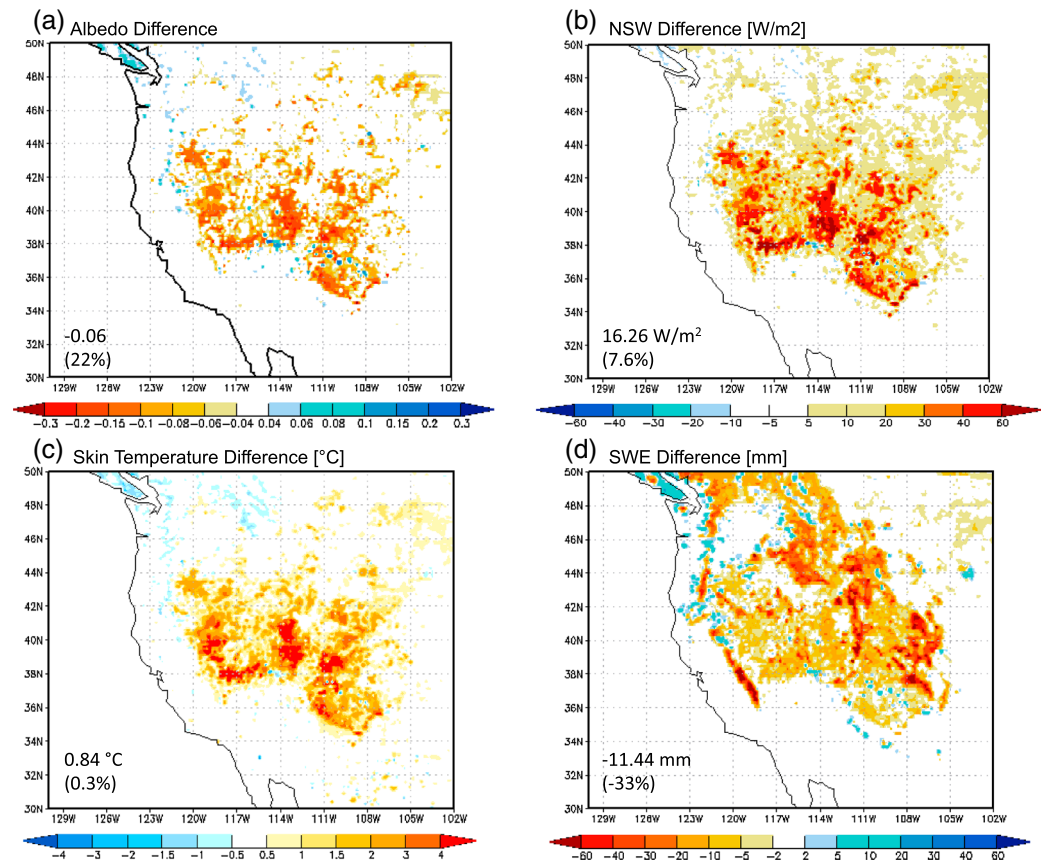 (a) Albedo Difference
50N
48N
46N
44N
42N
40N
38N
36N
34N
32N
30N
-0.06
(22%)
129W 126W 123W 120W 117W 114W 111W 108W 105W 102W
−0.3 −0.2 −0.15 −0.1 −0.08 −0.06 −0.04 0.04 0.06 0.08 0.1 0.15 0.2 0.3
(b) NSW Difference [W/m2]
50N
48N
46N
44N
42N
40N
38N
36N
34N
32N
30N
16.26 W/m2
(7.6%)
129W 126W 123W 120W 117W 114W 111W 108W 105W 102W
−60 −40 −30 −20 −10 −5 5 10 20 30 40 60
(c) Skin Temperature Difference [°C]
50N
48N
46N
44N
42N
40N
38N
36N
34N
32N
30N
0.84 °C
(0.3%)
129W 126W 123W 120W 117W 114W 111W 108W 105W 102W
−4 −3 −2 −1.5 −1 −0.5 0.5 1 1.5 2 3 4
(d) SWE Difference [mm]
50N
48N
46N
44N
42N
40N
38N
36N
34N
32N
30N
-11.44 mm
(-33%)
129W 126W 123W 120W 117W 114W 111W 108W 105W 102W
−60 −40 −30 −20 −10 −5 −2 2 5 10 20 30 40 60